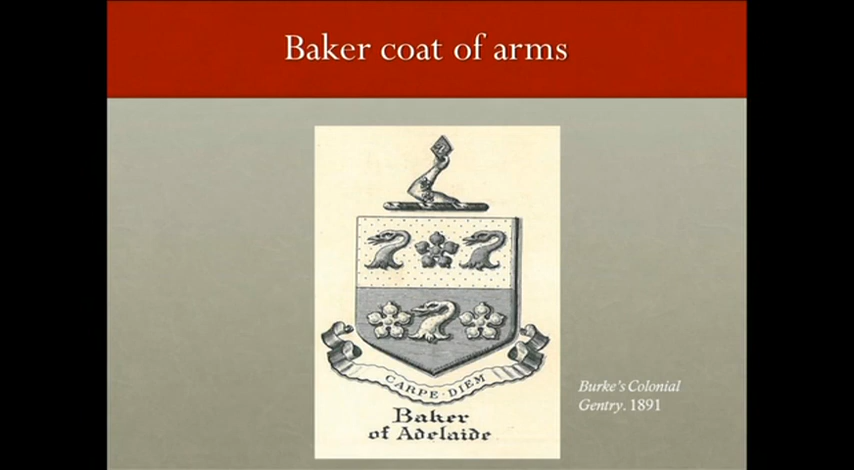 Baker coat of arms
CARPE · DIEM
Baker
of Adelaide
Burke's Colonial
Gentry. 1891